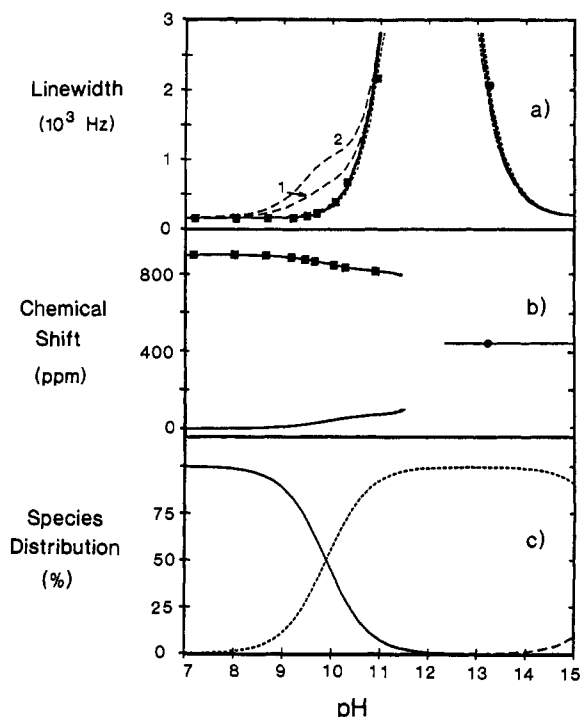 3
Linewidth
(10³ Hz)
2
1
0
2
1
a)
800
Chemical
Shift
(ppm)
400
0
b)
Species
Distribution
(%)
75
50
25
0
c)
7 8 9 10 11 12 13 14 15
pH